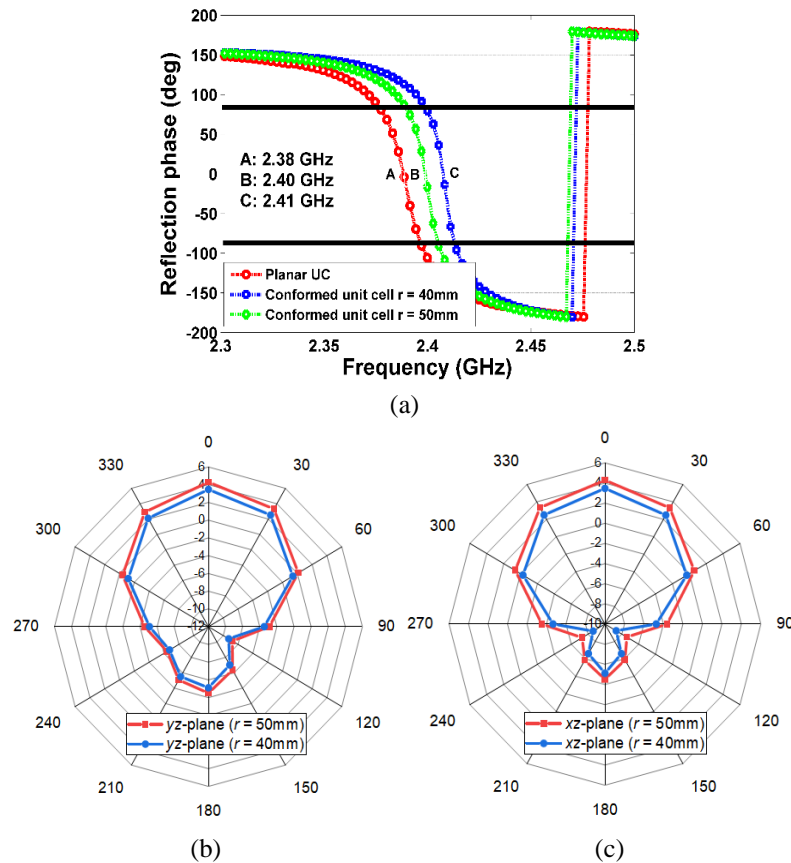 200
150
100
50
0
-50
-100
-150
-200
Reflection phase (deg)
A: 2.38 GHz
B: 2.40 GHz
C: 2.41 GHz
A B C
Planar UC
Conformed unit cell r = 40mm
Conformed unit cell r = 50mm
2.3 2.35 2.4 2.45 2.5
Frequency (GHz)
(a)
0
330 30
300 60
270 90
240 120
210 150
180
6
4
2
0
-2
-4
-6
-8
-10
-12
yz-plane (r = 50mm)
yz-plane (r = 40mm)
(b)
0
330 30
300 60
270 90
240 120
210 150
180
6
4
2
0
-2
-4
-6
-8
-10
xz-plane (r = 50mm)
xz-plane (r = 40mm)
(c)